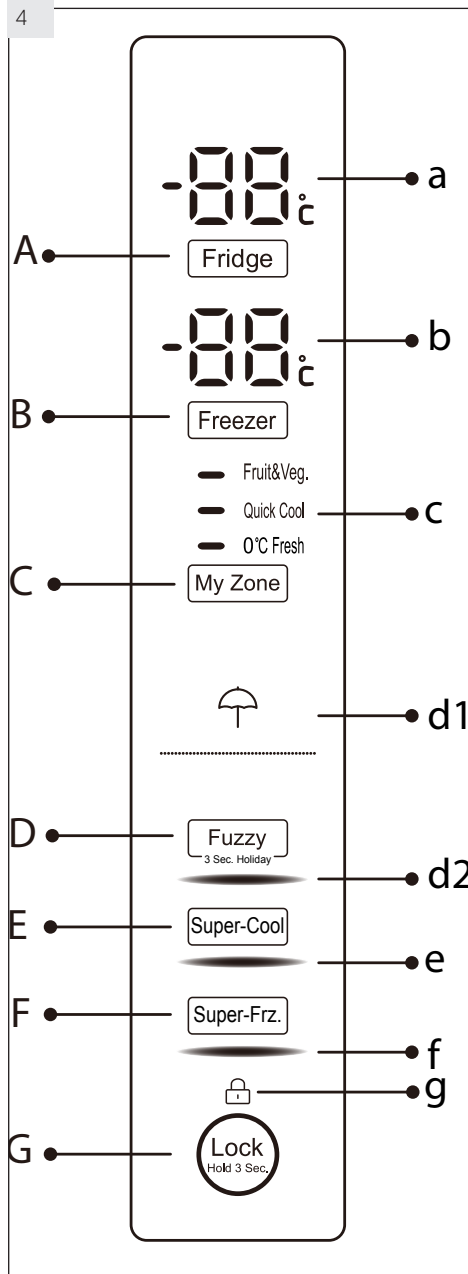 4
-88°C
a
A
Fridge
-88°C
b
B
Freezer
Fruit&Veg.
Quick Cool
c
0°C Fresh
C
My Zone
d1
D
Fuzzy
3 Sec. Holiday
d2
E
Super-Cool
e
F
Super-Frz.
f
g
G
Lock
Hold 3 Sec.